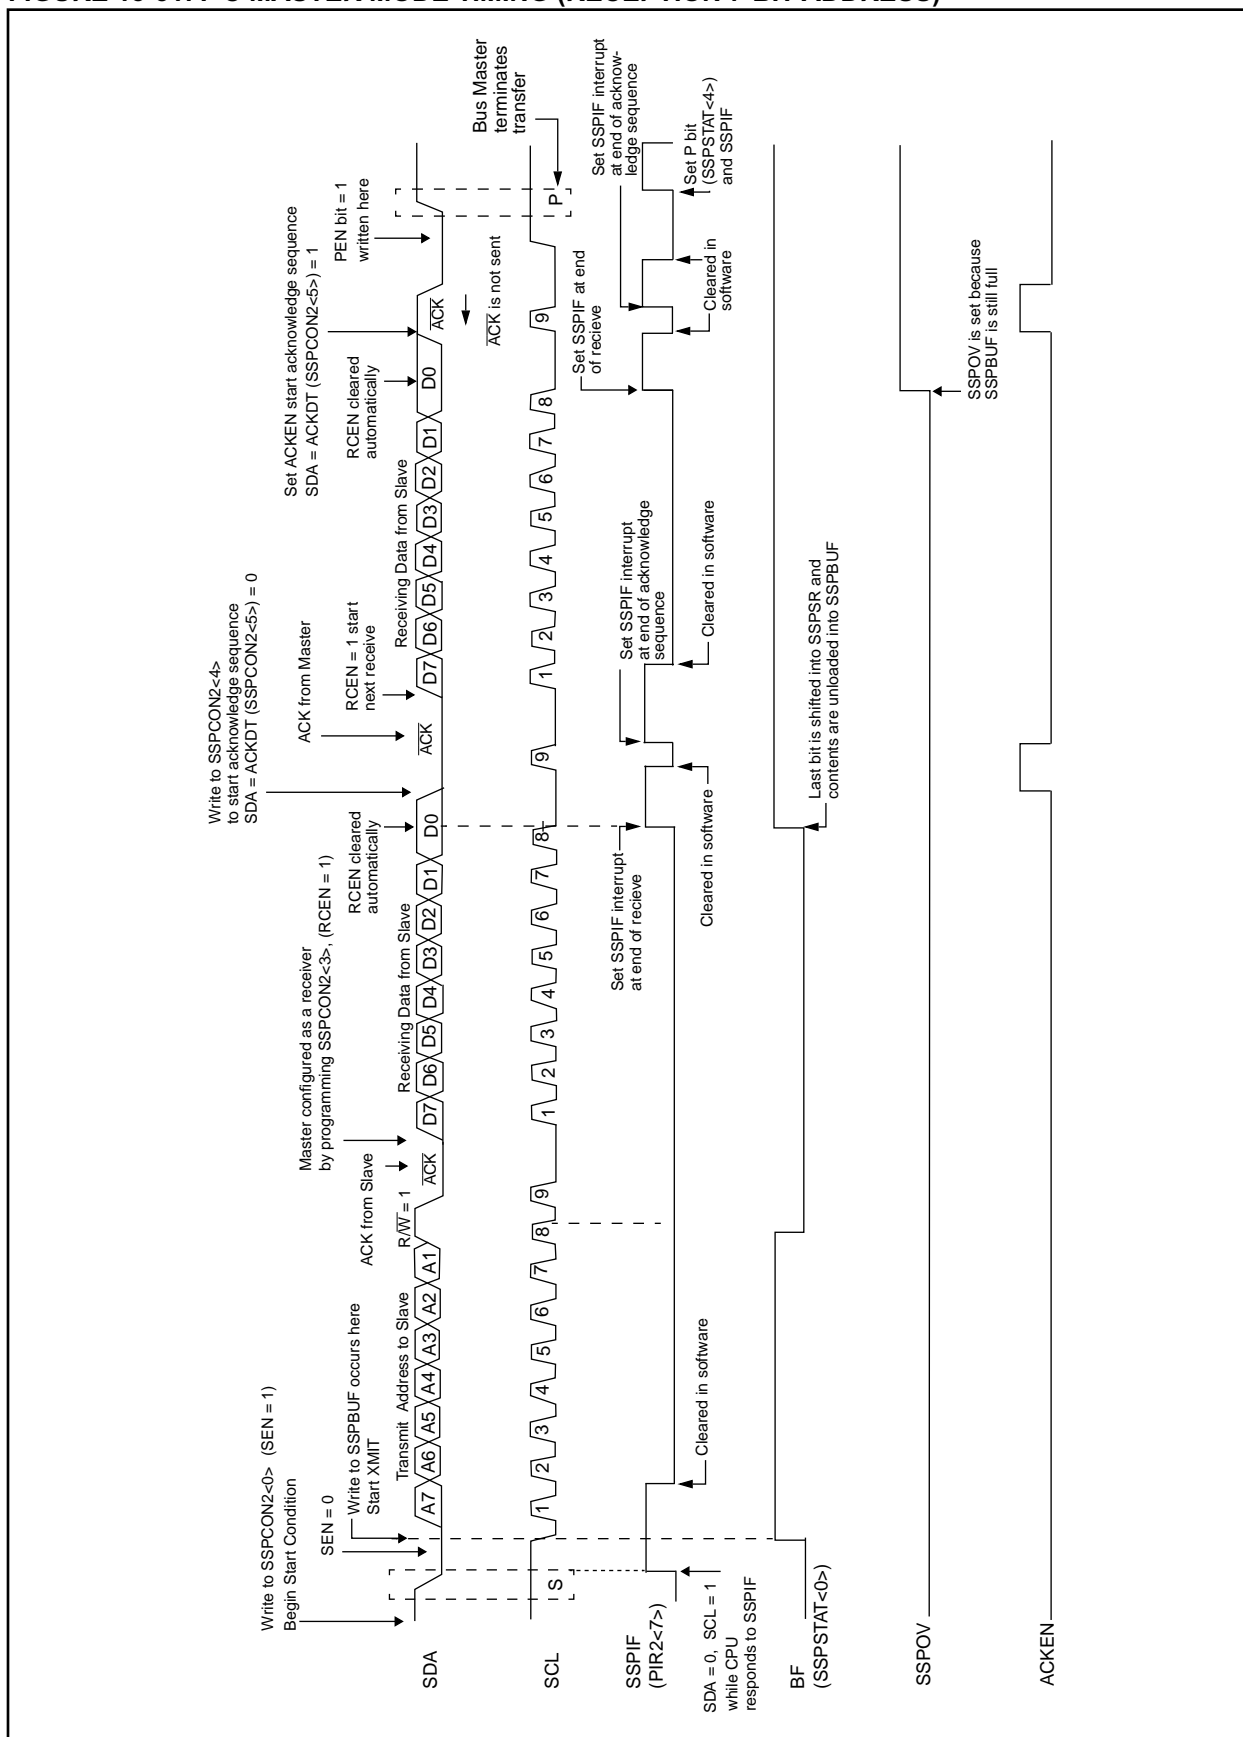 FIGURE MASTER MODE TIMING (RECEPTION 7-BIT ADDRESS)
Write to SSPCON2<0> (SEN = 1)
Begin Start Condition
SEN = 0
Write to SSPBUF occurs here
Start XMIT
ACK from Slave
Master configured as a receiver
by programming SSPCON2<3>, (RCEN = 1)
RCEN cleared
automatically
Write to SSPCON2<4>
to start acknowledge sequence
SDA = ACKDT (SSPCON2<5>) = 0
ACK from Master
RCEN = 1 start
next receive
Set ACKEN start acknowledge sequence
SDA = ACKDT (SSPCON2<5>) = 1
RCEN cleared
automatically
PEN bit = 1
written here
Transmit Address to Slave
R/W = 1
Receiving Data from Slave
Receiving Data from Slave
SDA
A7 A6 A5 A4 A3 A2 A1 ACK D7 D6 D5 D4 D3 D2 D1 D0 ACK D7 D6 D5 D4 D3 D2 D1 D0 ACK
ACK is not sent
Bus Master
terminates
transfer
SCL
S 1 2 3 4 5 6 7 8 9 1 2 3 4 5 6 7 8 9 1 2 3 4 5 6 7 8 9 P
Set SSPIF interrupt
at end of recieve
Set SSPIF interrupt
at end of acknowledge
sequence
Set SSPIF at end
of recieve
Set SSPIF interrupt
at end of acknow-
ledge sequence
SSPIF
(PIR2<7>)
SDA = 0, SCL = 1
while CPU
responds to SSPIF
Cleared in software
Cleared in software
Cleared in software
Cleared in
software
Set P bit
(SSPSTAT<4>)
and SSPIF
BF
(SSPSTAT<0>)
Last bit is shifted into SSPSR and
contents are unloaded into SSPBUF
SSPOV
SSPOV is set because
SSPBUF is still full
ACKEN